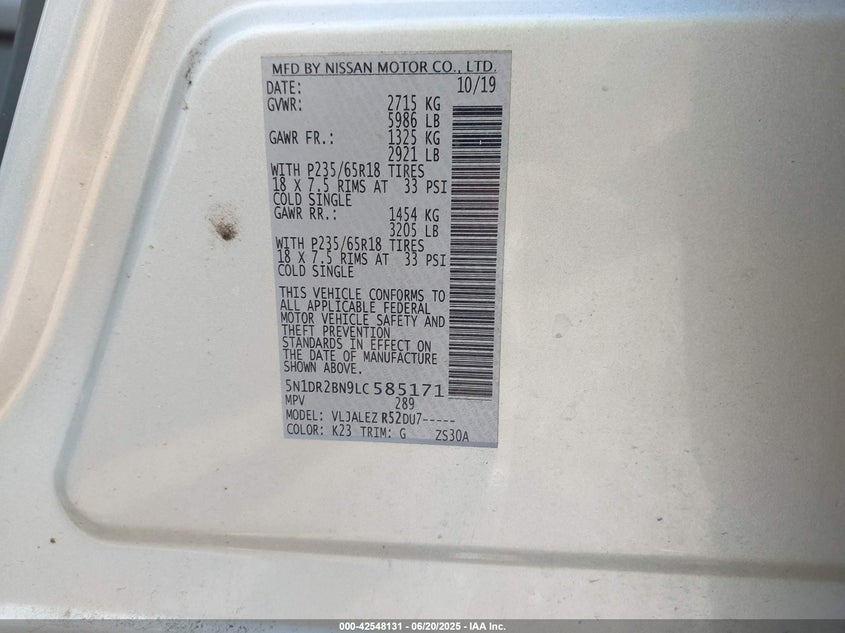 MFD BY NISSAN MOTOR CO., LTD.
DATE: 10/19
GVWR: 2715 KG
5986 LB
GAWR FR.: 1325 KG
2921 LB
WITH P235/65R18 TIRES
18 X 7.5 RIMS AT 33 PSI
COLD SINGLE
GAWR RR.: 1454 KG
3205 LB
WITH P235/65R18 TIRES
18 X 7.5 RIMS AT 33 PSI
COLD SINGLE
THIS VEHICLE CONFORMS TO
ALL APPLICABLE FEDERAL
MOTOR VEHICLE SAFETY AND
THEFT PREVENTION
STANDARDS IN EFFECT ON
THE DATE OF MANUFACTURE
SHOWN ABOVE.
5N1DR2BN9LC585171
MPV 289
MODEL: VLJALEZ R52DU7-----
COLOR: K23 TRIM: G ZS30A
000-42548131 - 06/20/2025 - IAA Inc.